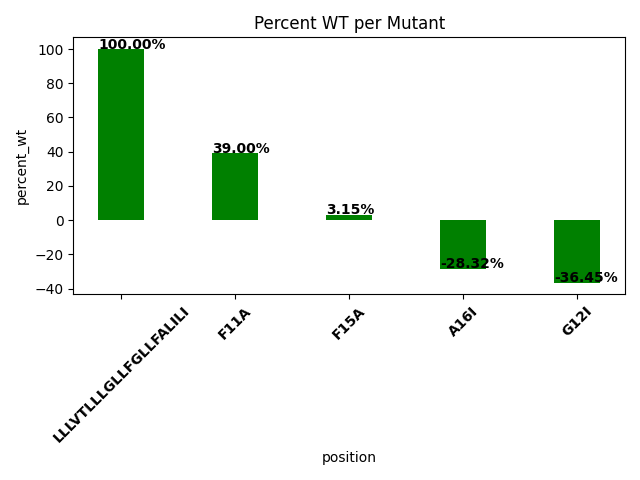 Percent WT per Mutant
percent_wt
100
80
60
40
20
0
−20
−40
100.00%
39.00%
3.15%
-28.32%
-36.45%
LLLVTLLLGLLFGLLFALILI
F11A
F15A
A16I
G12I
position